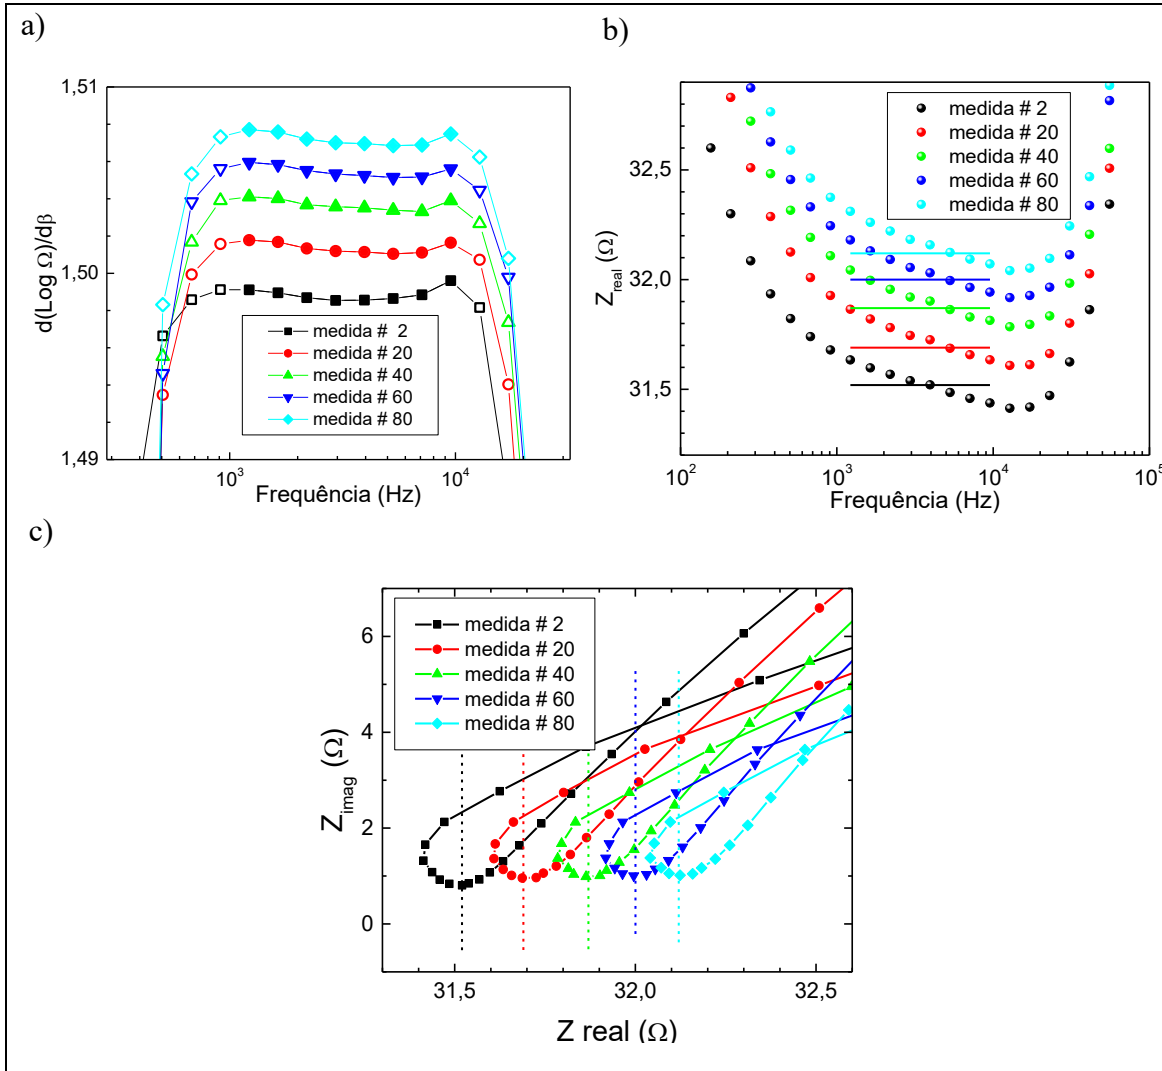 a)
1,51
1,50
1,49
d(Log Ω)/dβ
medida # 2
medida # 20
medida # 40
medida # 60
medida # 80
10³
10⁴
Frequência (Hz)
b)
32,5
32,0
31,5
Zreal (Ω)
medida # 2
medida # 20
medida # 40
medida # 60
medida # 80
10²
10³
10⁴
10⁵
Frequência (Hz)
c)
6
4
2
0
Zimag (Ω)
medida # 2
medida # 20
medida # 40
medida # 60
medida # 80
31,5
32,0
32,5
Z real (Ω)